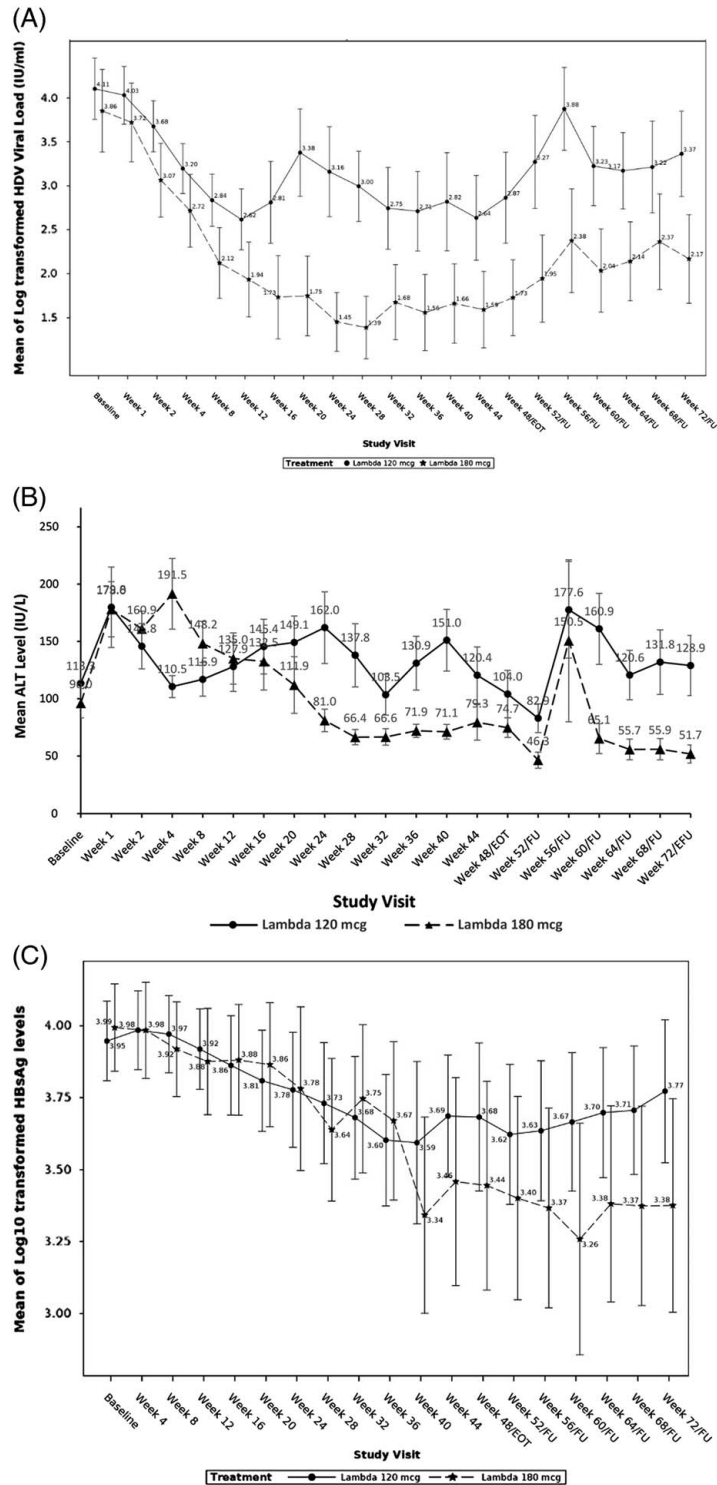 (A)
Mean of Log transformed HDV Viral Load (IU/ml)
4.0
3.5
3.0
2.5
2.0
1.5
4.11
4.03
3.68
3.20
2.84
2.62
2.81
3.38
3.16
3.00
2.75
2.71
2.82
2.64
2.87
3.27
3.88
3.23
3.17
3.22
3.37
3.86
3.72
3.07
2.72
2.12
1.94
1.73
1.75
1.45
1.39
1.68
1.56
1.66
1.59
1.73
1.95
2.38
2.04
2.14
2.37
2.17
Baseline
Week 1
Week 2
Week 4
Week 8
Week 12
Week 16
Week 20
Week 24
Week 28
Week 32
Week 36
Week 40
Week 44
Week 48/EOT
Week 52/FU
Week 56/FU
Week 60/FU
Week 64/FU
Week 68/FU
Week 72/FU
Study Visit
Treatment Lambda 120 mcg Lambda 180 mcg
(B)
Mean ALT Level (IU/L)
250
200
150
100
50
0
110.5
116.9
127.9
145.4
149.1
162.0
137.8
103.5
130.9
151.0
120.4
104.0
82.9
177.6
160.9
120.6
131.8
128.9
160.9
191.5
148.2
135.0
132.5
111.9
81.0
66.4
66.6
71.9
71.1
79.3
74.7
46.3
150.5
65.1
55.7
55.9
51.7
Baseline
Week 1
Week 2
Week 4
Week 8
Week 12
Week 16
Week 20
Week 24
Week 28
Week 32
Week 36
Week 40
Week 44
Week 48/EOT
Week 52/FU
Week 56/FU
Week 60/FU
Week 64/FU
Week 68/FU
Week 72/EFU
Study Visit
Lambda 120 mcg Lambda 180 mcg
(C)
Mean of Log10 transformed HBsAg levels
4.00
3.75
3.50
3.25
3.00
3.95
3.98
3.97
3.92
3.86
3.81
3.78
3.73
3.68
3.60
3.59
3.69
3.68
3.62
3.63
3.67
3.70
3.71
3.77
3.99
3.98
3.92
3.88
3.88
3.86
3.78
3.64
3.75
3.67
3.34
3.46
3.44
3.40
3.37
3.26
3.38
3.37
3.38
Baseline
Week 4
Week 8
Week 12
Week 16
Week 20
Week 24
Week 28
Week 32
Week 36
Week 40
Week 44
Week 48/EOT
Week 52/FU
Week 56/FU
Week 60/FU
Week 64/FU
Week 68/FU
Week 72/FU
Study Visit
Treatment Lambda 120 mcg Lambda 180 mcg